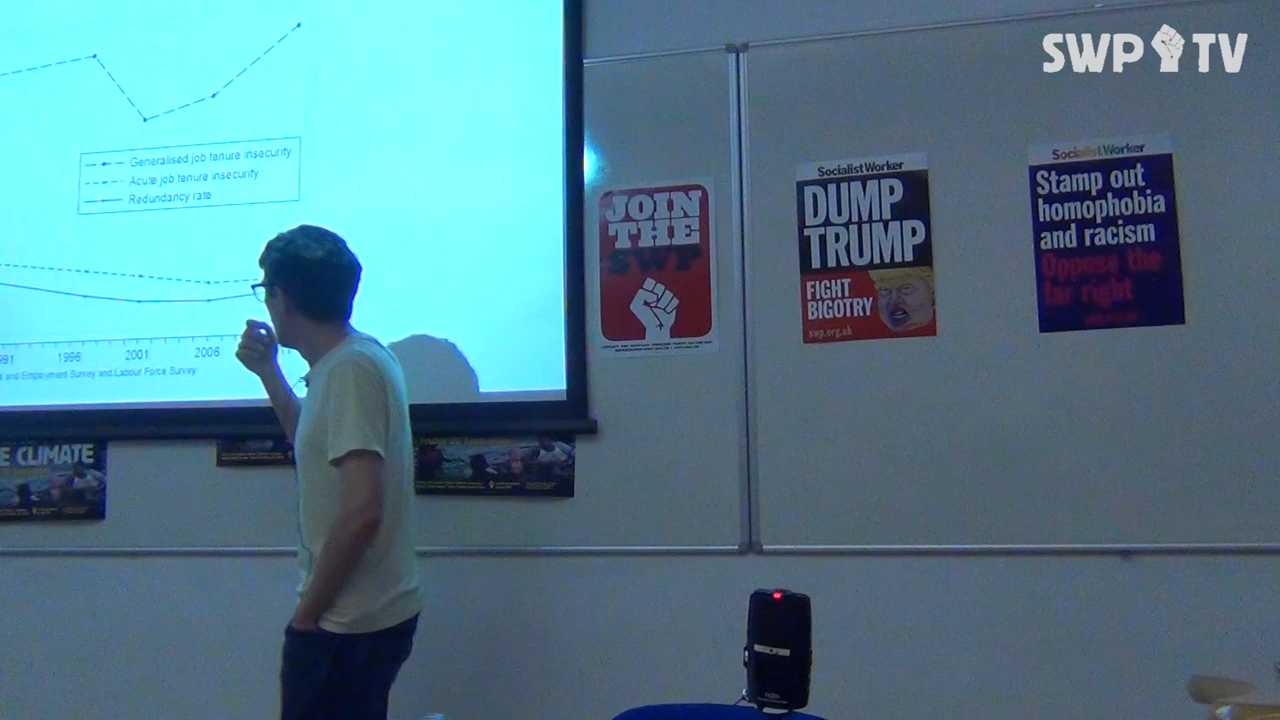 SWP TV
Generalised job tenure insecurity
Acute job tenure insecurity
Redundancy rate
1996 2001 2006
and Employment Survey and Labour Force Survey
JOIN
THE
SWP
Socialist Worker
DUMP
TRUMP
FIGHT
BIGOTRY
swp.org.uk
Socialist Worker
Stamp out
homophobia
and racism
Oppose the
far right
E CLIMATE